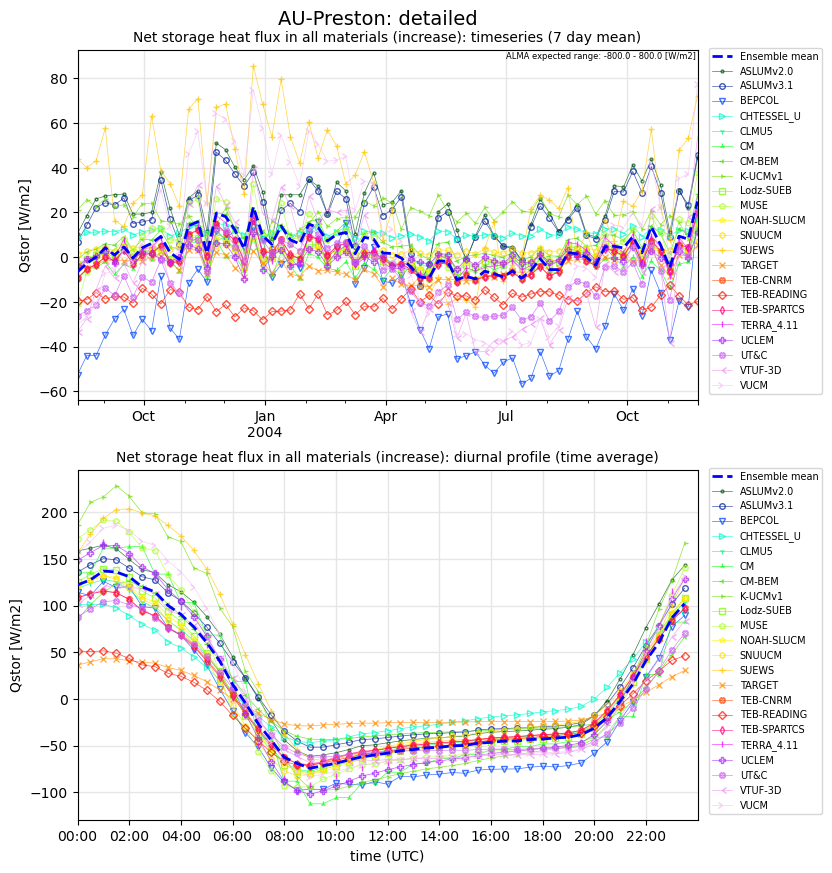 AU-Preston: detailed
Net storage heat flux in all materials (increase): timeseries (7 day mean)
ALMA expected range: -800.0 - 800.0 [W/m2]
Qstor [W/m2]
80
60
40
20
0
−20
−40
−60
Oct
Jan
2004
Apr
Jul
Oct
Ensemble mean
ASLUMv2.0
ASLUMv3.1
BEPCOL
CHTESSEL_U
CLMU5
CM
CM-BEM
K-UCMv1
Lodz-SUEB
MUSE
NOAH-SLUCM
SNUUCM
SUEWS
TARGET
TEB-CNRM
TEB-READING
TEB-SPARTCS
TERRA_4.11
UCLEM
UT&C
VTUF-3D
VUCM
Net storage heat flux in all materials (increase): diurnal profile (time average)
Qstor [W/m2]
200
150
100
50
0
−50
−100
00:00
02:00
04:00
06:00
08:00
10:00
12:00
14:00
16:00
18:00
20:00
22:00
time (UTC)
Ensemble mean
ASLUMv2.0
ASLUMv3.1
BEPCOL
CHTESSEL_U
CLMU5
CM
CM-BEM
K-UCMv1
Lodz-SUEB
MUSE
NOAH-SLUCM
SNUUCM
SUEWS
TARGET
TEB-CNRM
TEB-READING
TEB-SPARTCS
TERRA_4.11
UCLEM
UT&C
VTUF-3D
VUCM